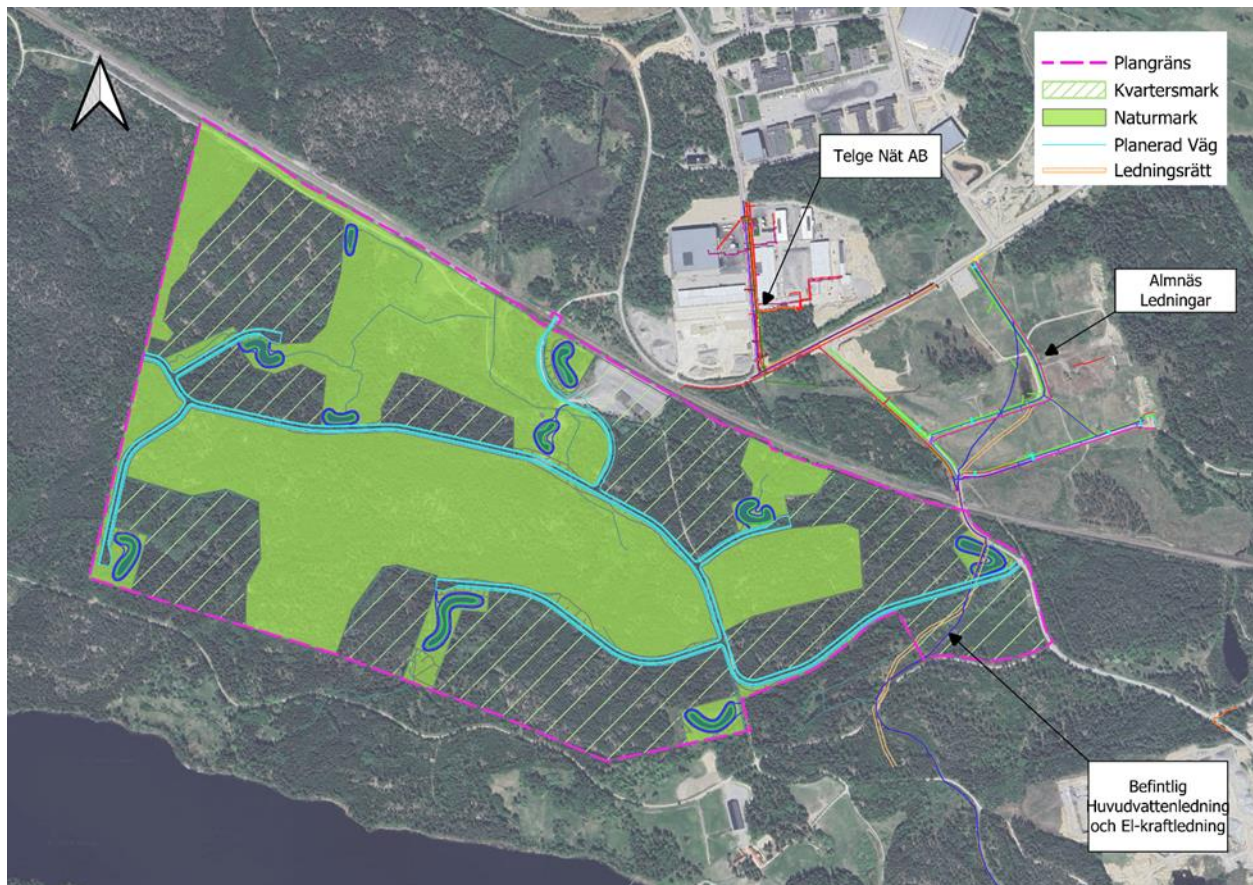 Plangräns
Kvartersmark
Naturmark
Planerad Väg
Ledningsrätt
Telge Nät AB
Almnäs
Ledningar
Befintlig
Huvudvattenledning
och El-kraftledning